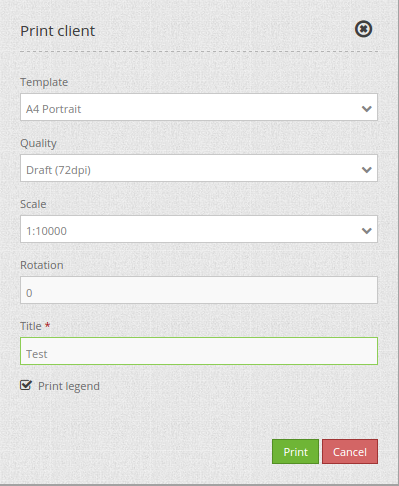 Print client
Template
A4 Portrait
Quality
Draft (72dpi)
Scale
1:10000
Rotation
0
Title *
Test
Print legend
Print Cancel